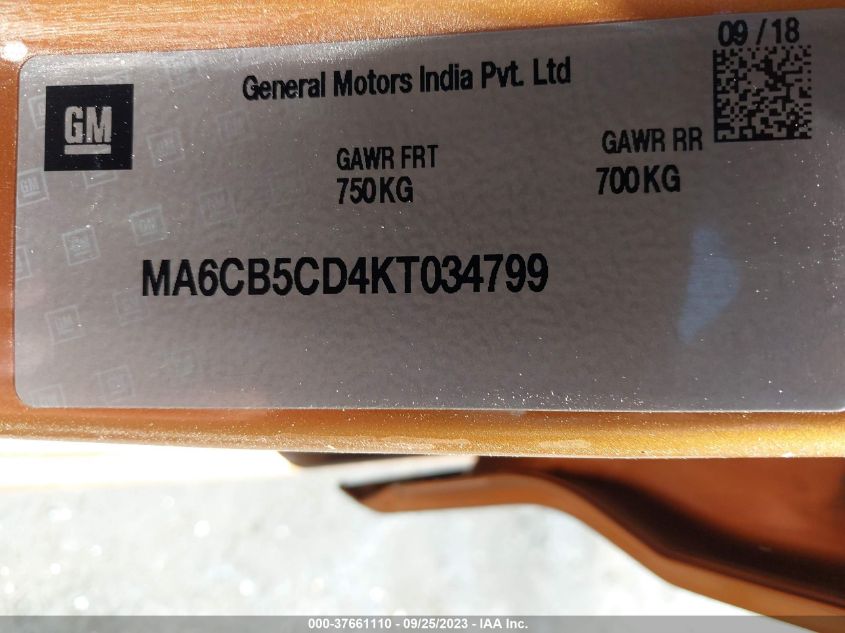 09 / 18
General Motors India Pvt. Ltd
GM
GAWR FRT
750KG
GAWR RR
700KG
MA6CB5CD4KT034799
000-37661110 - 09/25/2023 - IAA Inc.